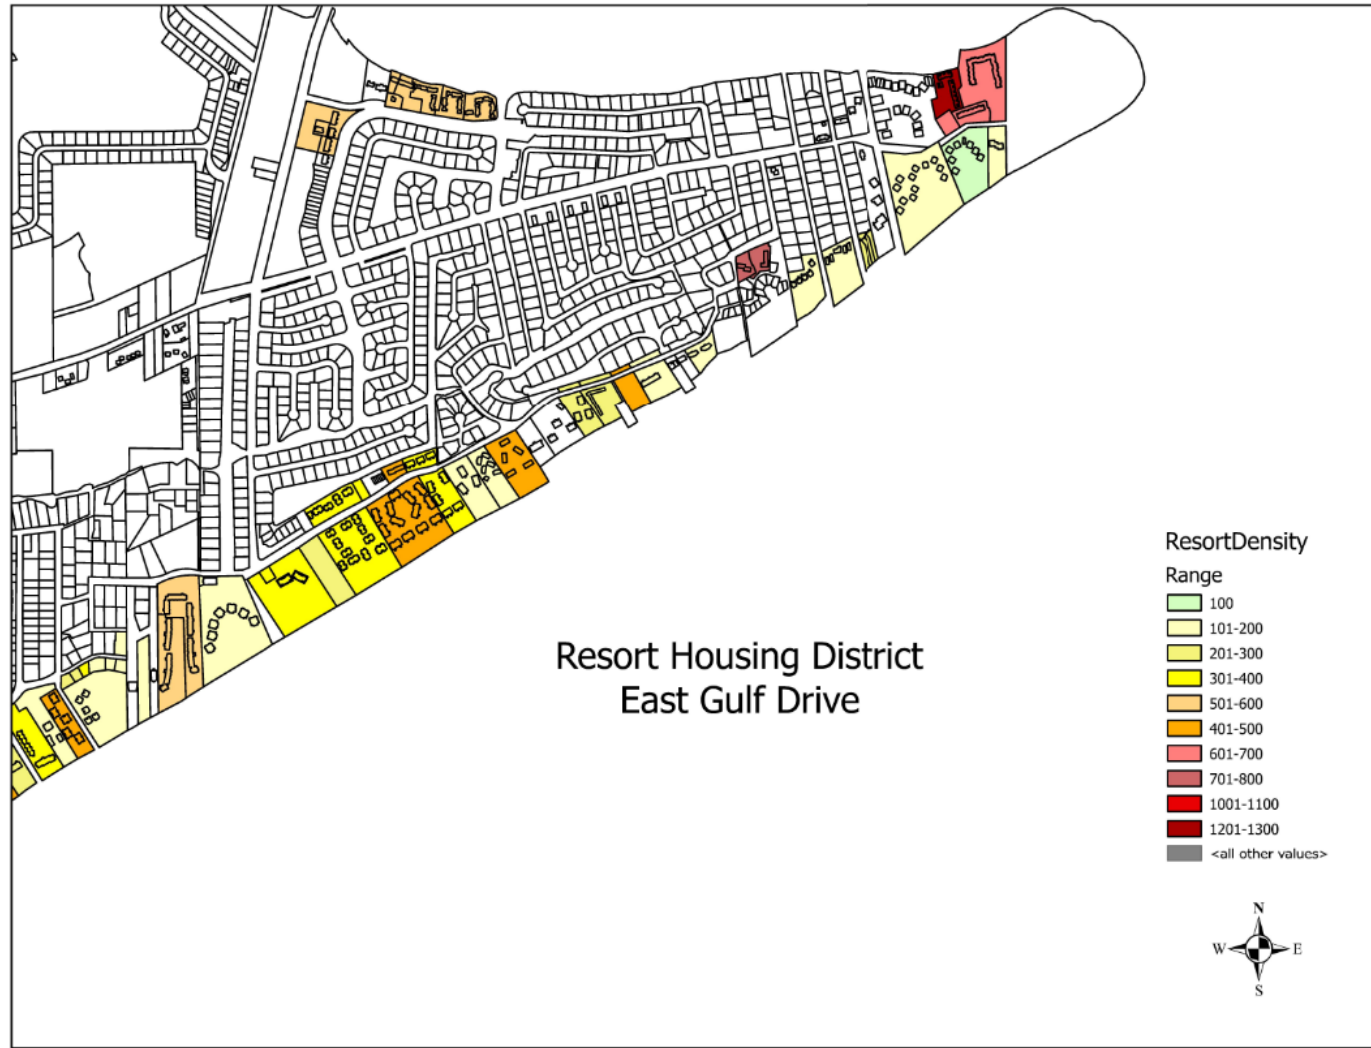 Resort Housing District
East Gulf Drive
ResortDensity
Range
100
101-200
201-300
301-400
501-600
401-500
601-700
701-800
1001-1100
1201-1300
<all other values>
N
W E
S